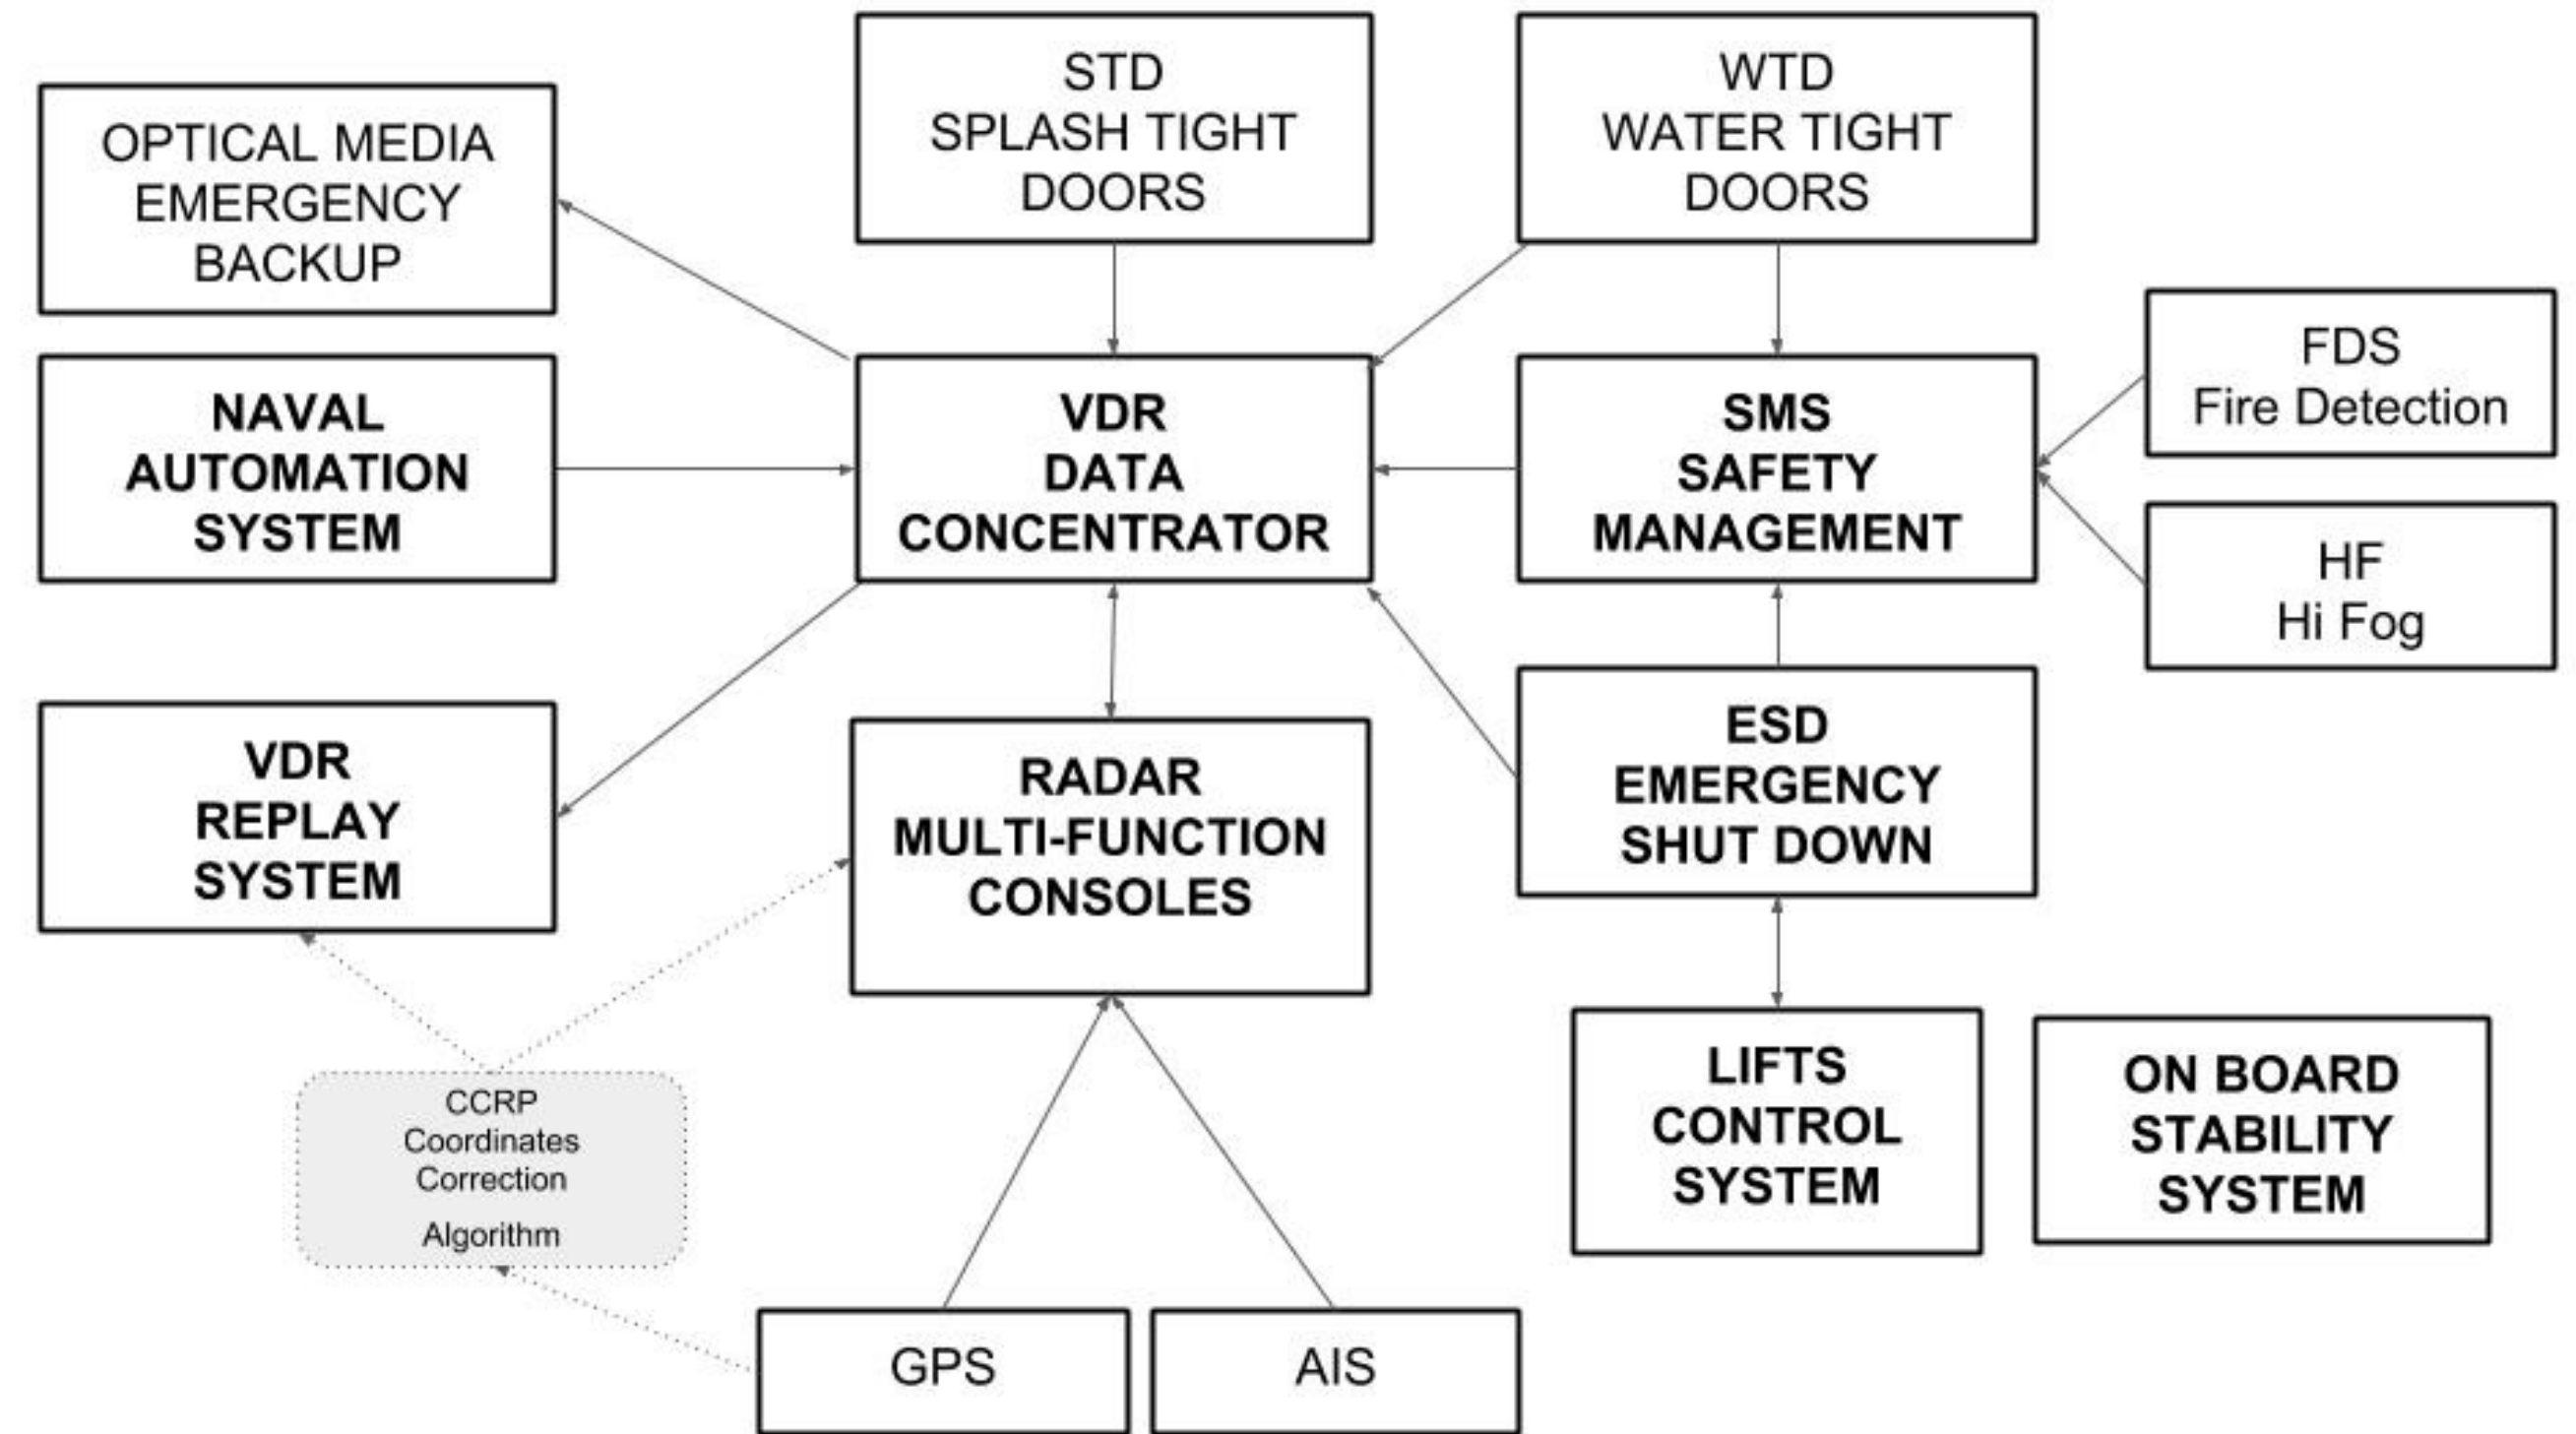 STD
SPLASH TIGHT
DOORS
WTD
WATER TIGHT
DOORS
OPTICAL MEDIA
EMERGENCY
BACKUP
NAVAL
AUTOMATION
SYSTEM
VDR
DATA
CONCENTRATOR
SMS
SAFETY
MANAGEMENT
FDS
Fire Detection
HF
Hi Fog
VDR
REPLAY
SYSTEM
RADAR
MULTI-FUNCTION
CONSOLES
ESD
EMERGENCY
SHUT DOWN
CCRP
Coordinates
Correction
Algorithm
LIFTS
CONTROL
SYSTEM
ON BOARD
STABILITY
SYSTEM
GPS
AIS